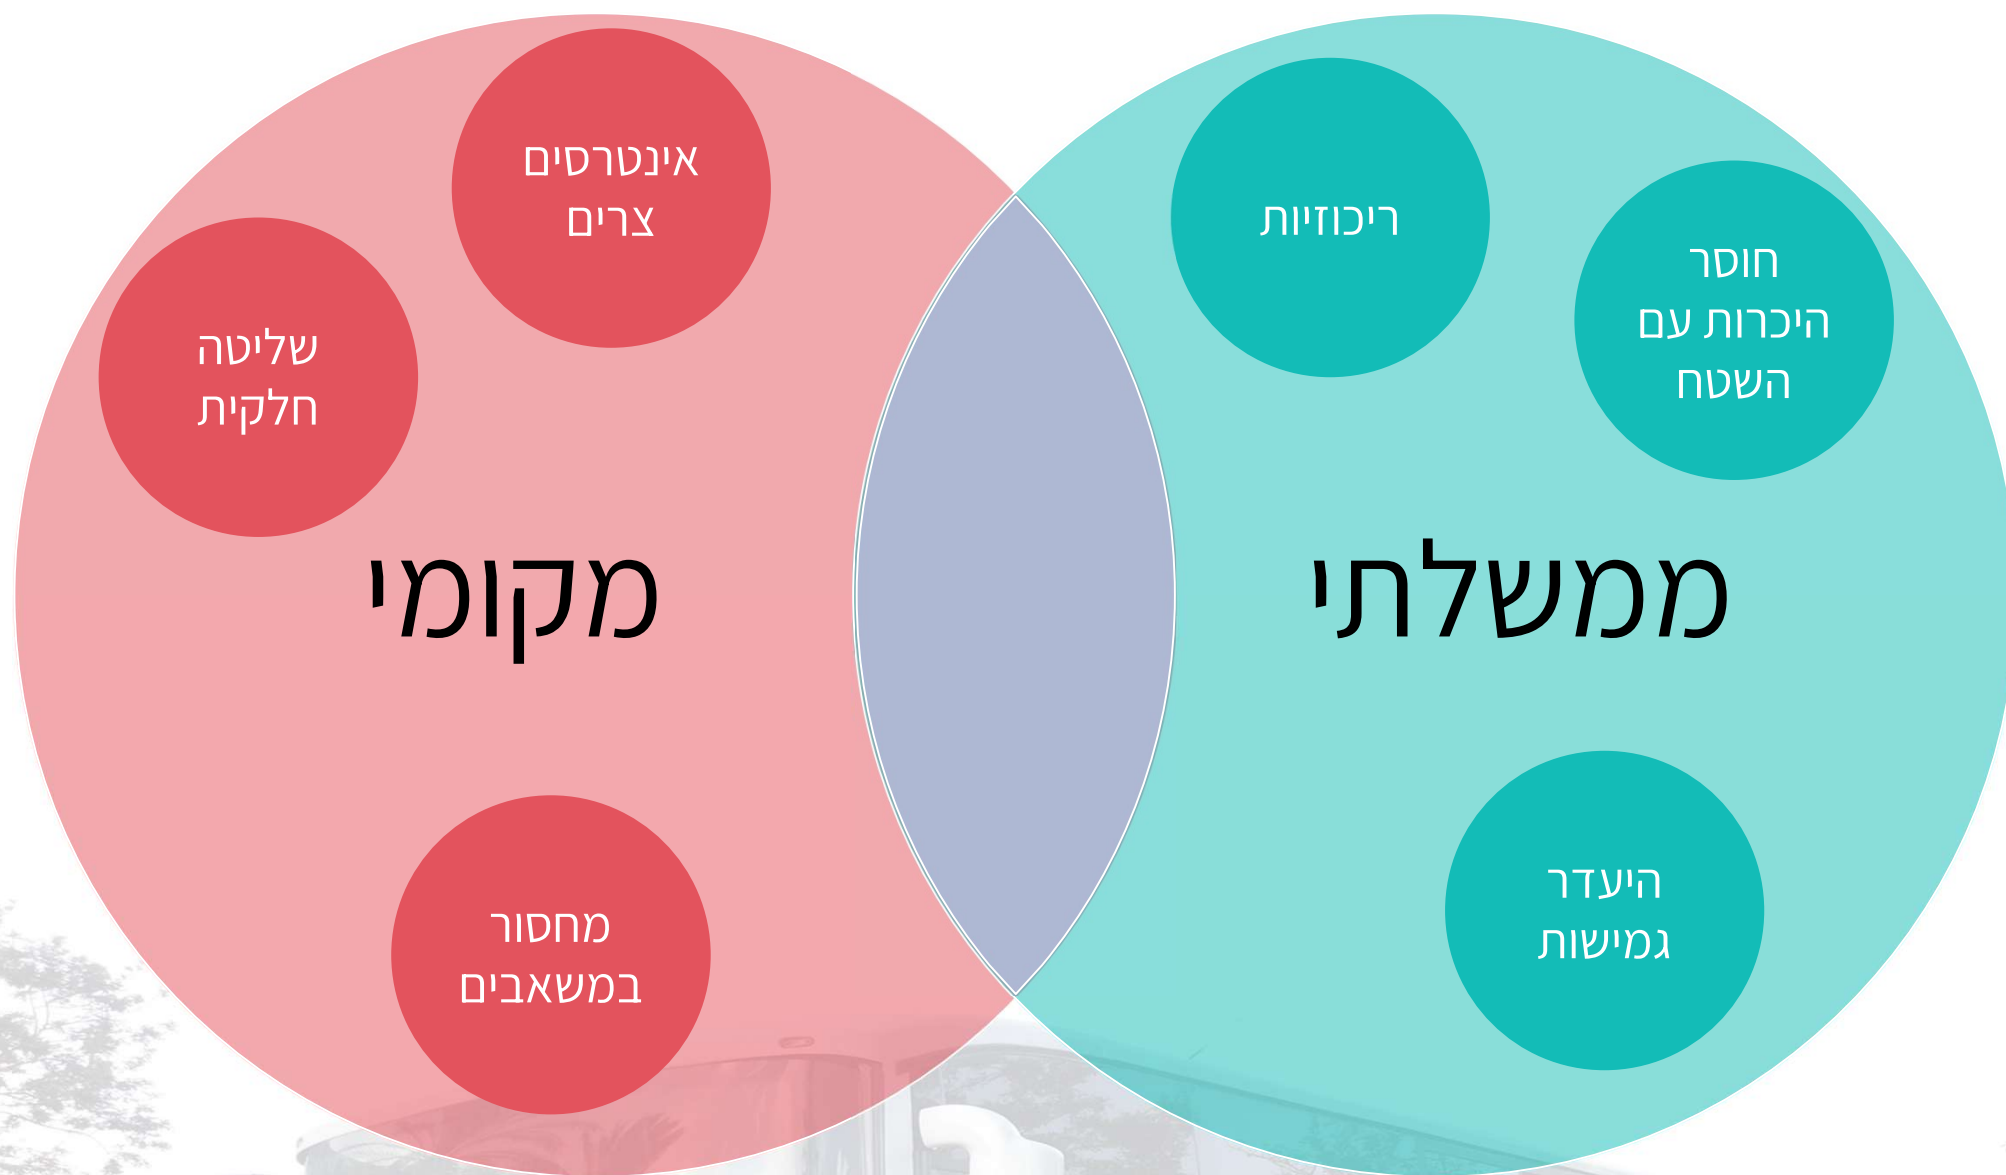 ממשלתי
ריכוזיות
חוסר
היכרות עם
השטח
היעדר
גמישות
מקומי
אינטרסים
צרים
שליטה
חלקית
מחסור
במשאבים